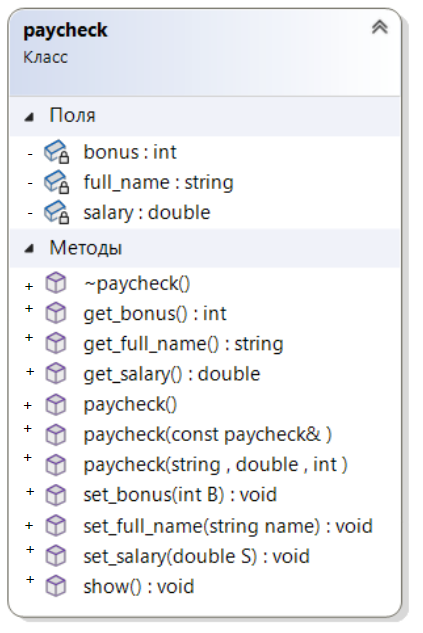 paycheck
Класс
Поля
- bonus : int
- full_name : string
- salary : double
Методы
+ ~paycheck()
+ get_bonus() : int
+ get_full_name() : string
+ get_salary() : double
+ paycheck()
+ paycheck(const paycheck& )
+ paycheck(string , double , int )
+ set_bonus(int B) : void
+ set_full_name(string name) : void
+ set_salary(double S) : void
+ show() : void